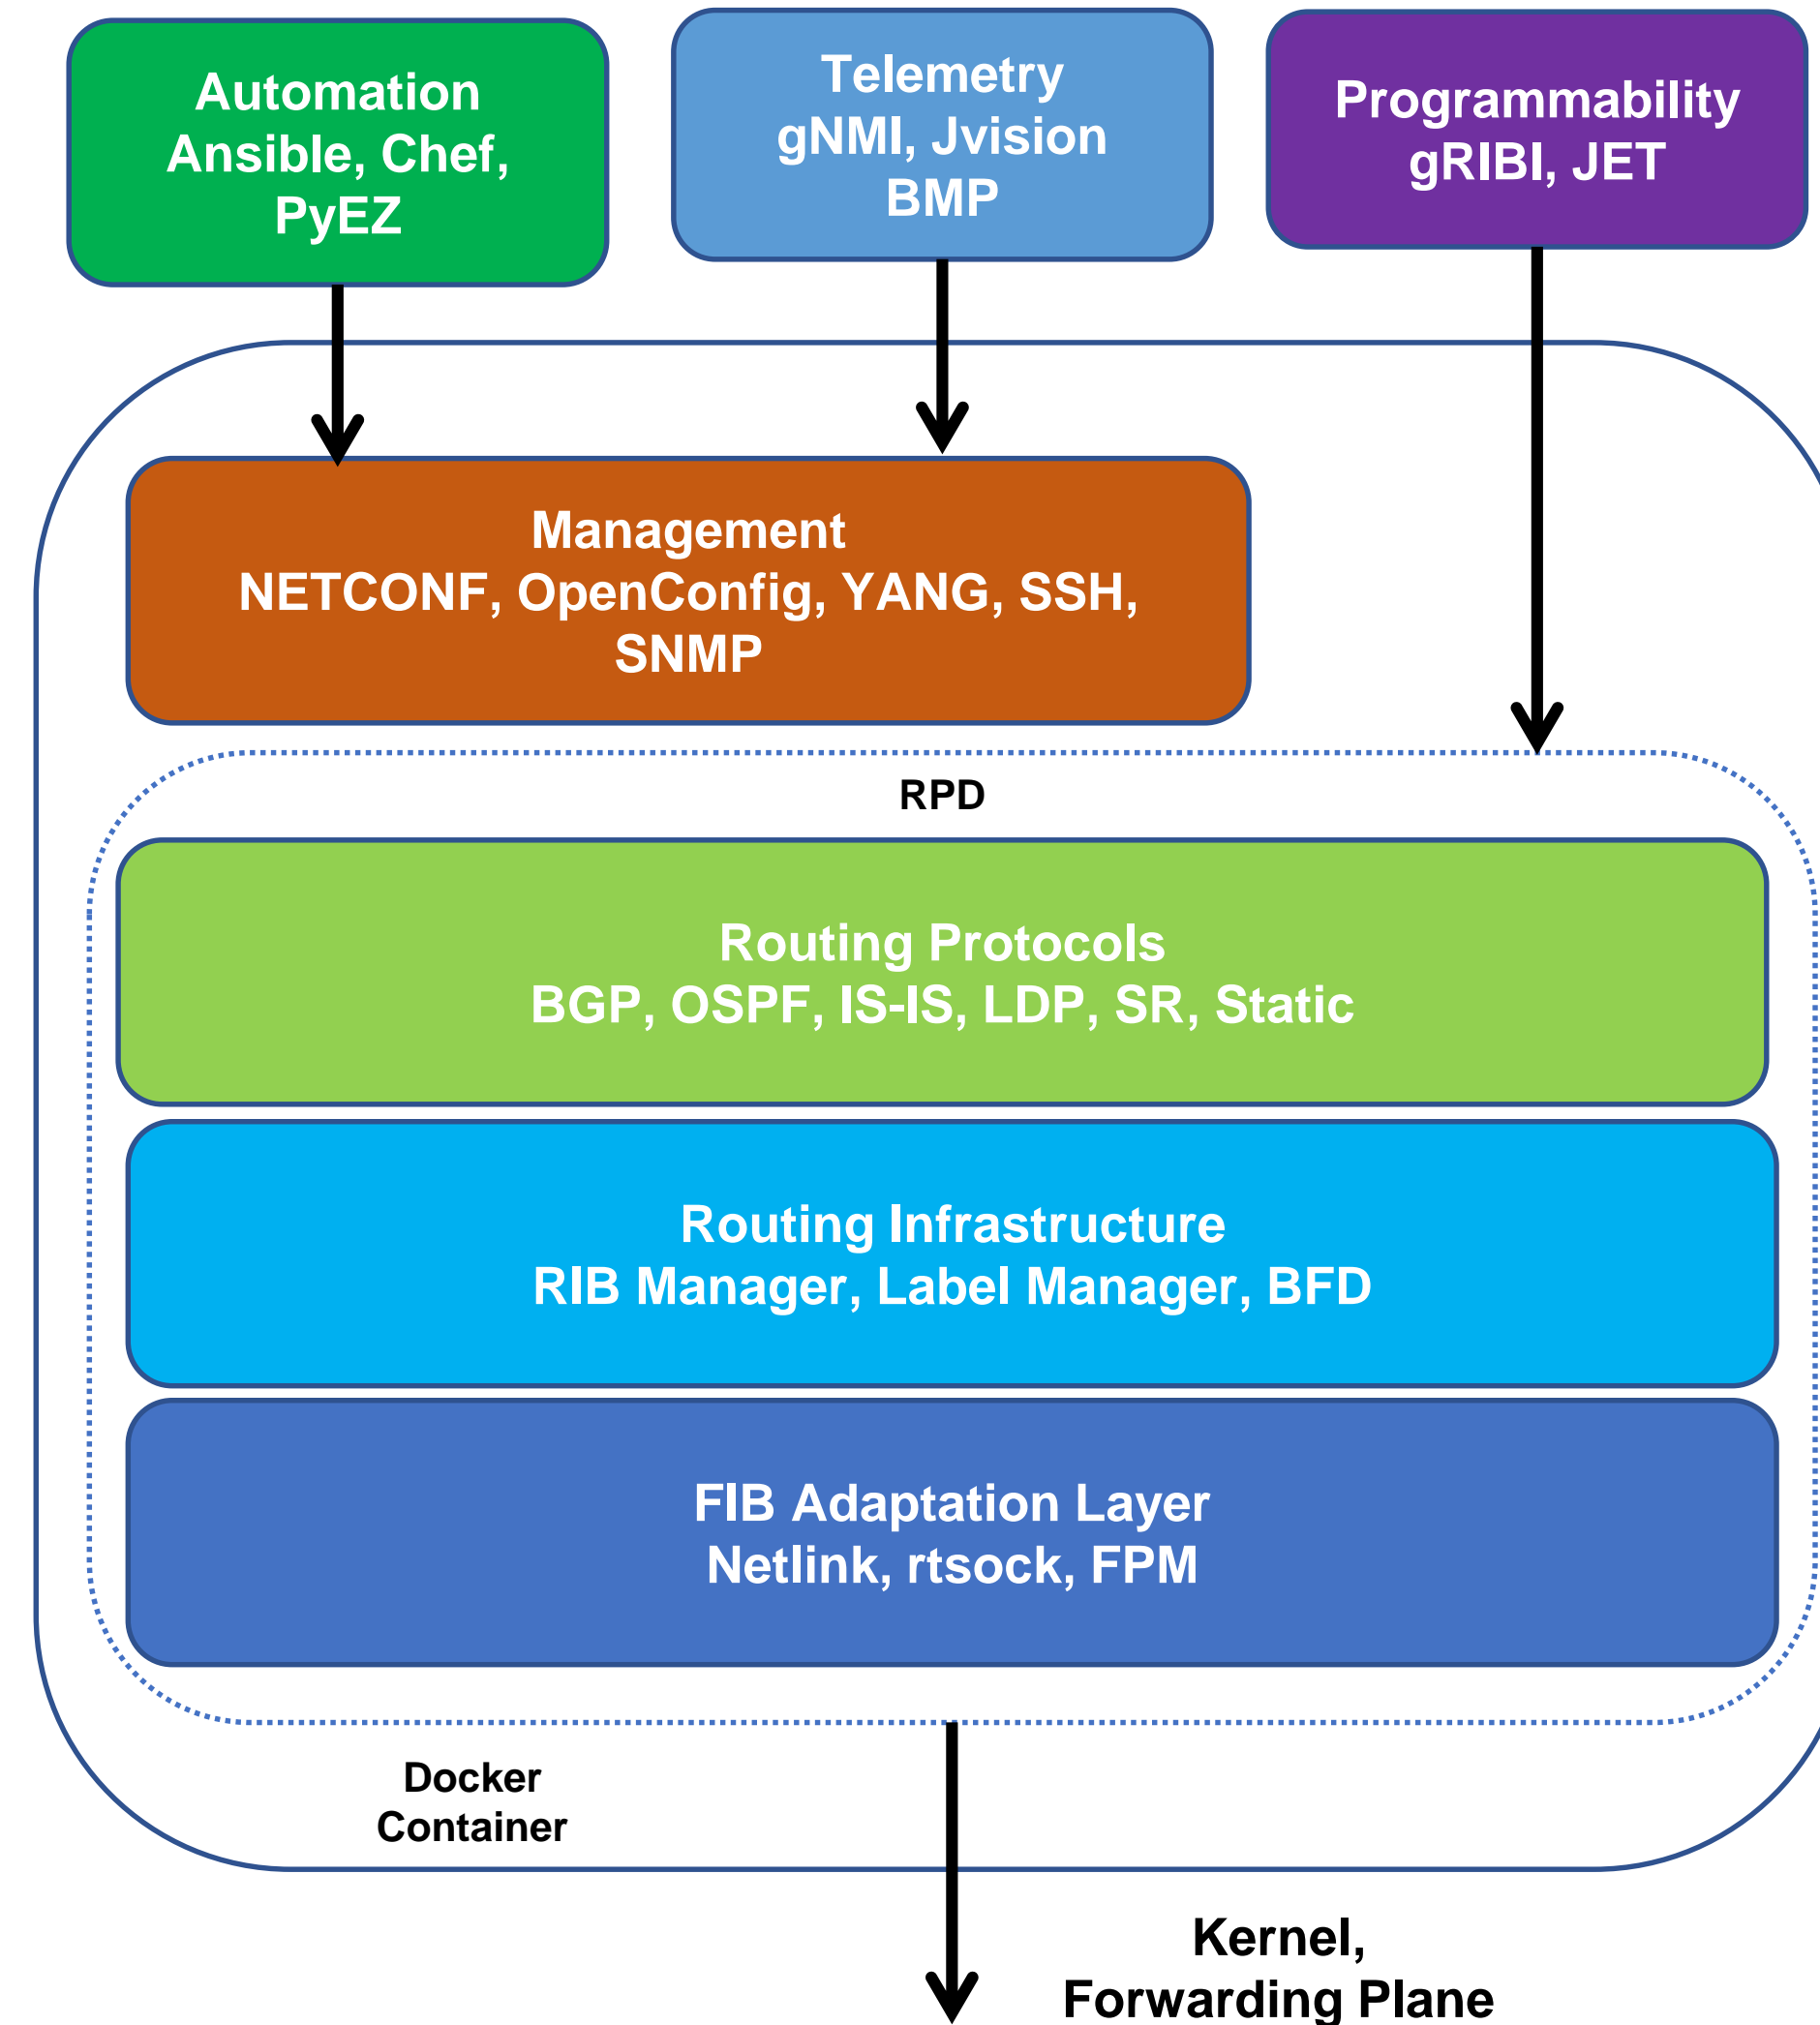 Automation
Ansible, Chef,
PyEZ
Telemetry
gNMI, Jvision
BMP
Programmability
gRIBI, JET
Management
NETCONF, OpenConfig, YANG, SSH,
SNMP
RPD
Routing Protocols
BGP, OSPF, IS-IS, LDP, SR, Static
Routing Infrastructure
RIB Manager, Label Manager, BFD
FIB Adaptation Layer
Netlink, rtsock, FPM
Docker
Container
Kernel,
Forwarding Plane